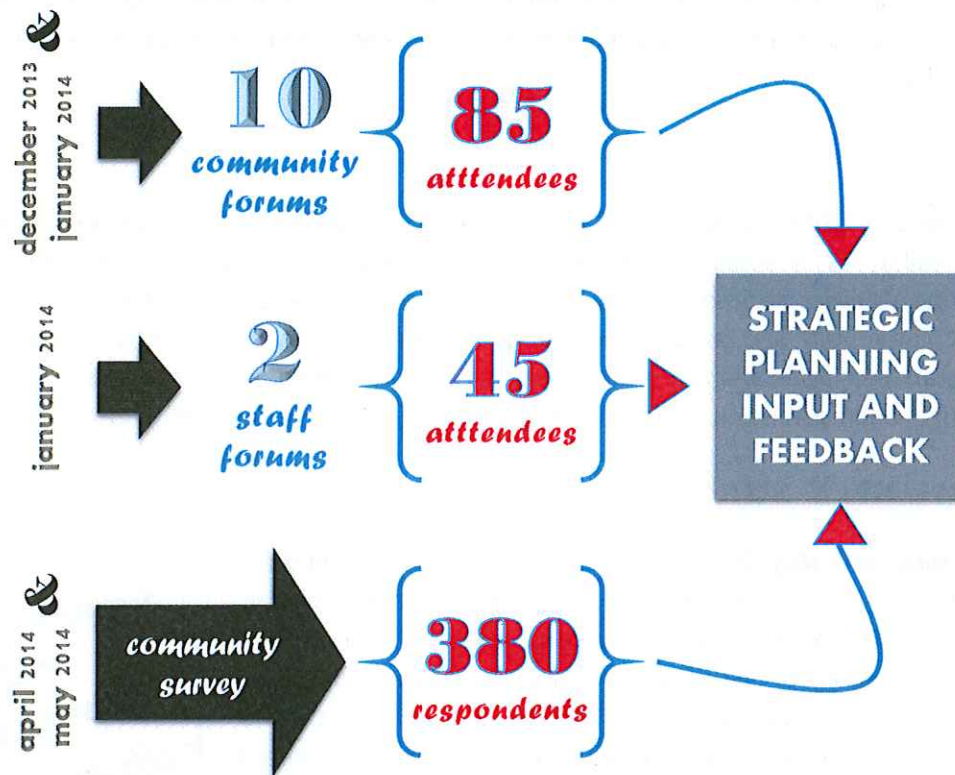 december 2013 &
january 2014
10
community
forums
85
atttendees
january 2014
2
staff
forums
45
atttendees
STRATEGIC
PLANNING
INPUT AND
FEEDBACK
april 2014 &
may 2014
community
survey
380
respondents